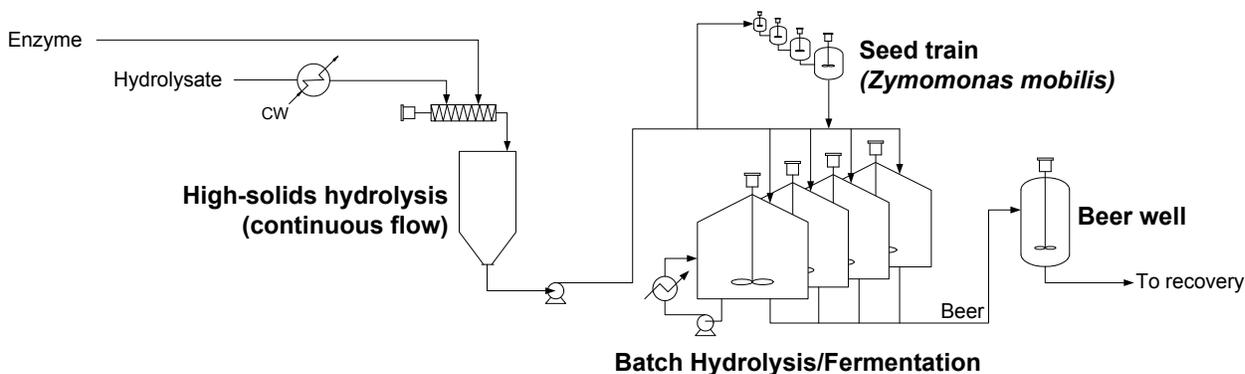 Enzyme
Hydrolysate
CW
High-solids hydrolysis
(continuous flow)
Seed train
(Zymomonas mobilis)
Beer well
To recovery
Beer
Batch Hydrolysis/Fermentation